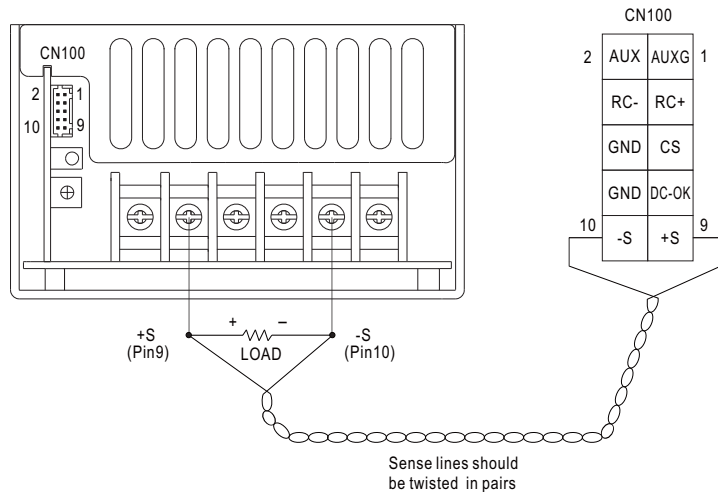 CN100
2 1
10 9
+S
(Pin9)
+ –
LOAD
-S
(Pin10)
CN100
2 AUX AUXG 1
RC- RC+
GND CS
GND DC-OK
10 -S +S 9
Sense lines should
be twisted in pairs